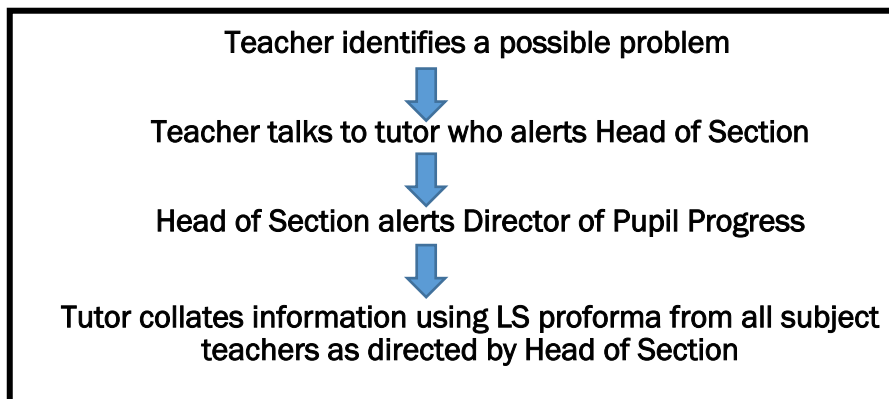 Teacher identifies a possible problem
Teacher talks to tutor who alerts Head of Section
Head of Section alerts Director of Pupil Progress
Tutor collates information using LS proforma from all subject
teachers as directed by Head of Section